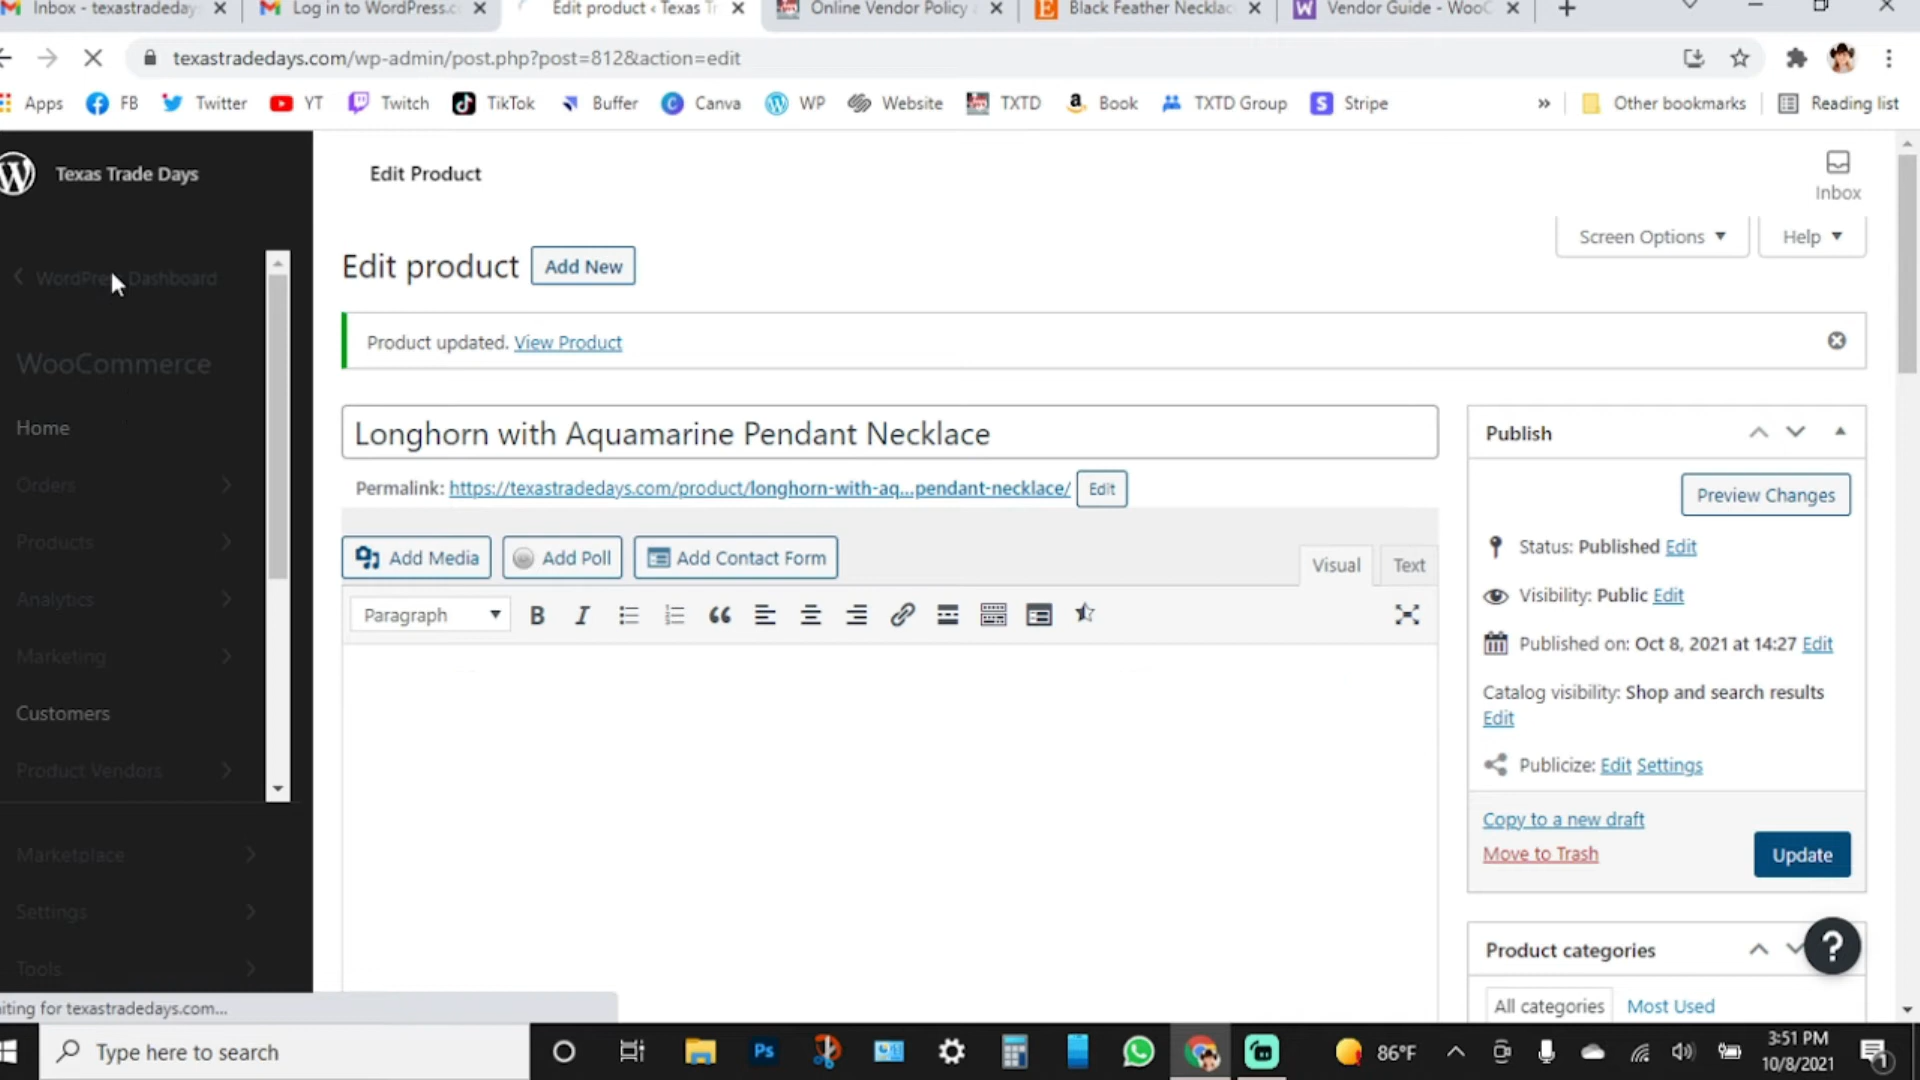 Inbox - texastradedays
Log in to WordPress.c
Edit product ‹ Texas Tr
Online Vendor Policy
Black Feather Necklac
Vendor Guide - WooC
texastradedays.com/wp-admin/post.php?post=812&action=edit
Apps
FB
Twitter
YT
Twitch
TikTok
Buffer
Canva
WP
Website
TXTD
Book
TXTD Group
Stripe
»
Other bookmarks
Reading list
Texas Trade Days
Edit Product
Inbox
Screen Options
Help
WordPress Dashboard
Edit product
Add New
Product updated. View Product
WooCommerce
Home
Orders
Products
Analytics
Marketing
Customers
Product Vendors
Marketplace
Settings
Tools
Longhorn with Aquamarine Pendant Necklace
Permalink: https://texastradedays.com/product/longhorn-with-aq...pendant-necklace/ Edit
Add Media
Add Poll
Add Contact Form
Visual
Text
Paragraph
B I
Publish
Preview Changes
Status: Published Edit
Visibility: Public Edit
Published on: Oct 8, 2021 at 14:27 Edit
Catalog visibility: Shop and search results
Edit
Publicize: Edit Settings
Copy to a new draft
Move to Trash
Update
Product categories
?
All categories
Most Used
iting for texastradedays.com...
Type here to search
Ps
86°F
3:51 PM
10/8/2021
1